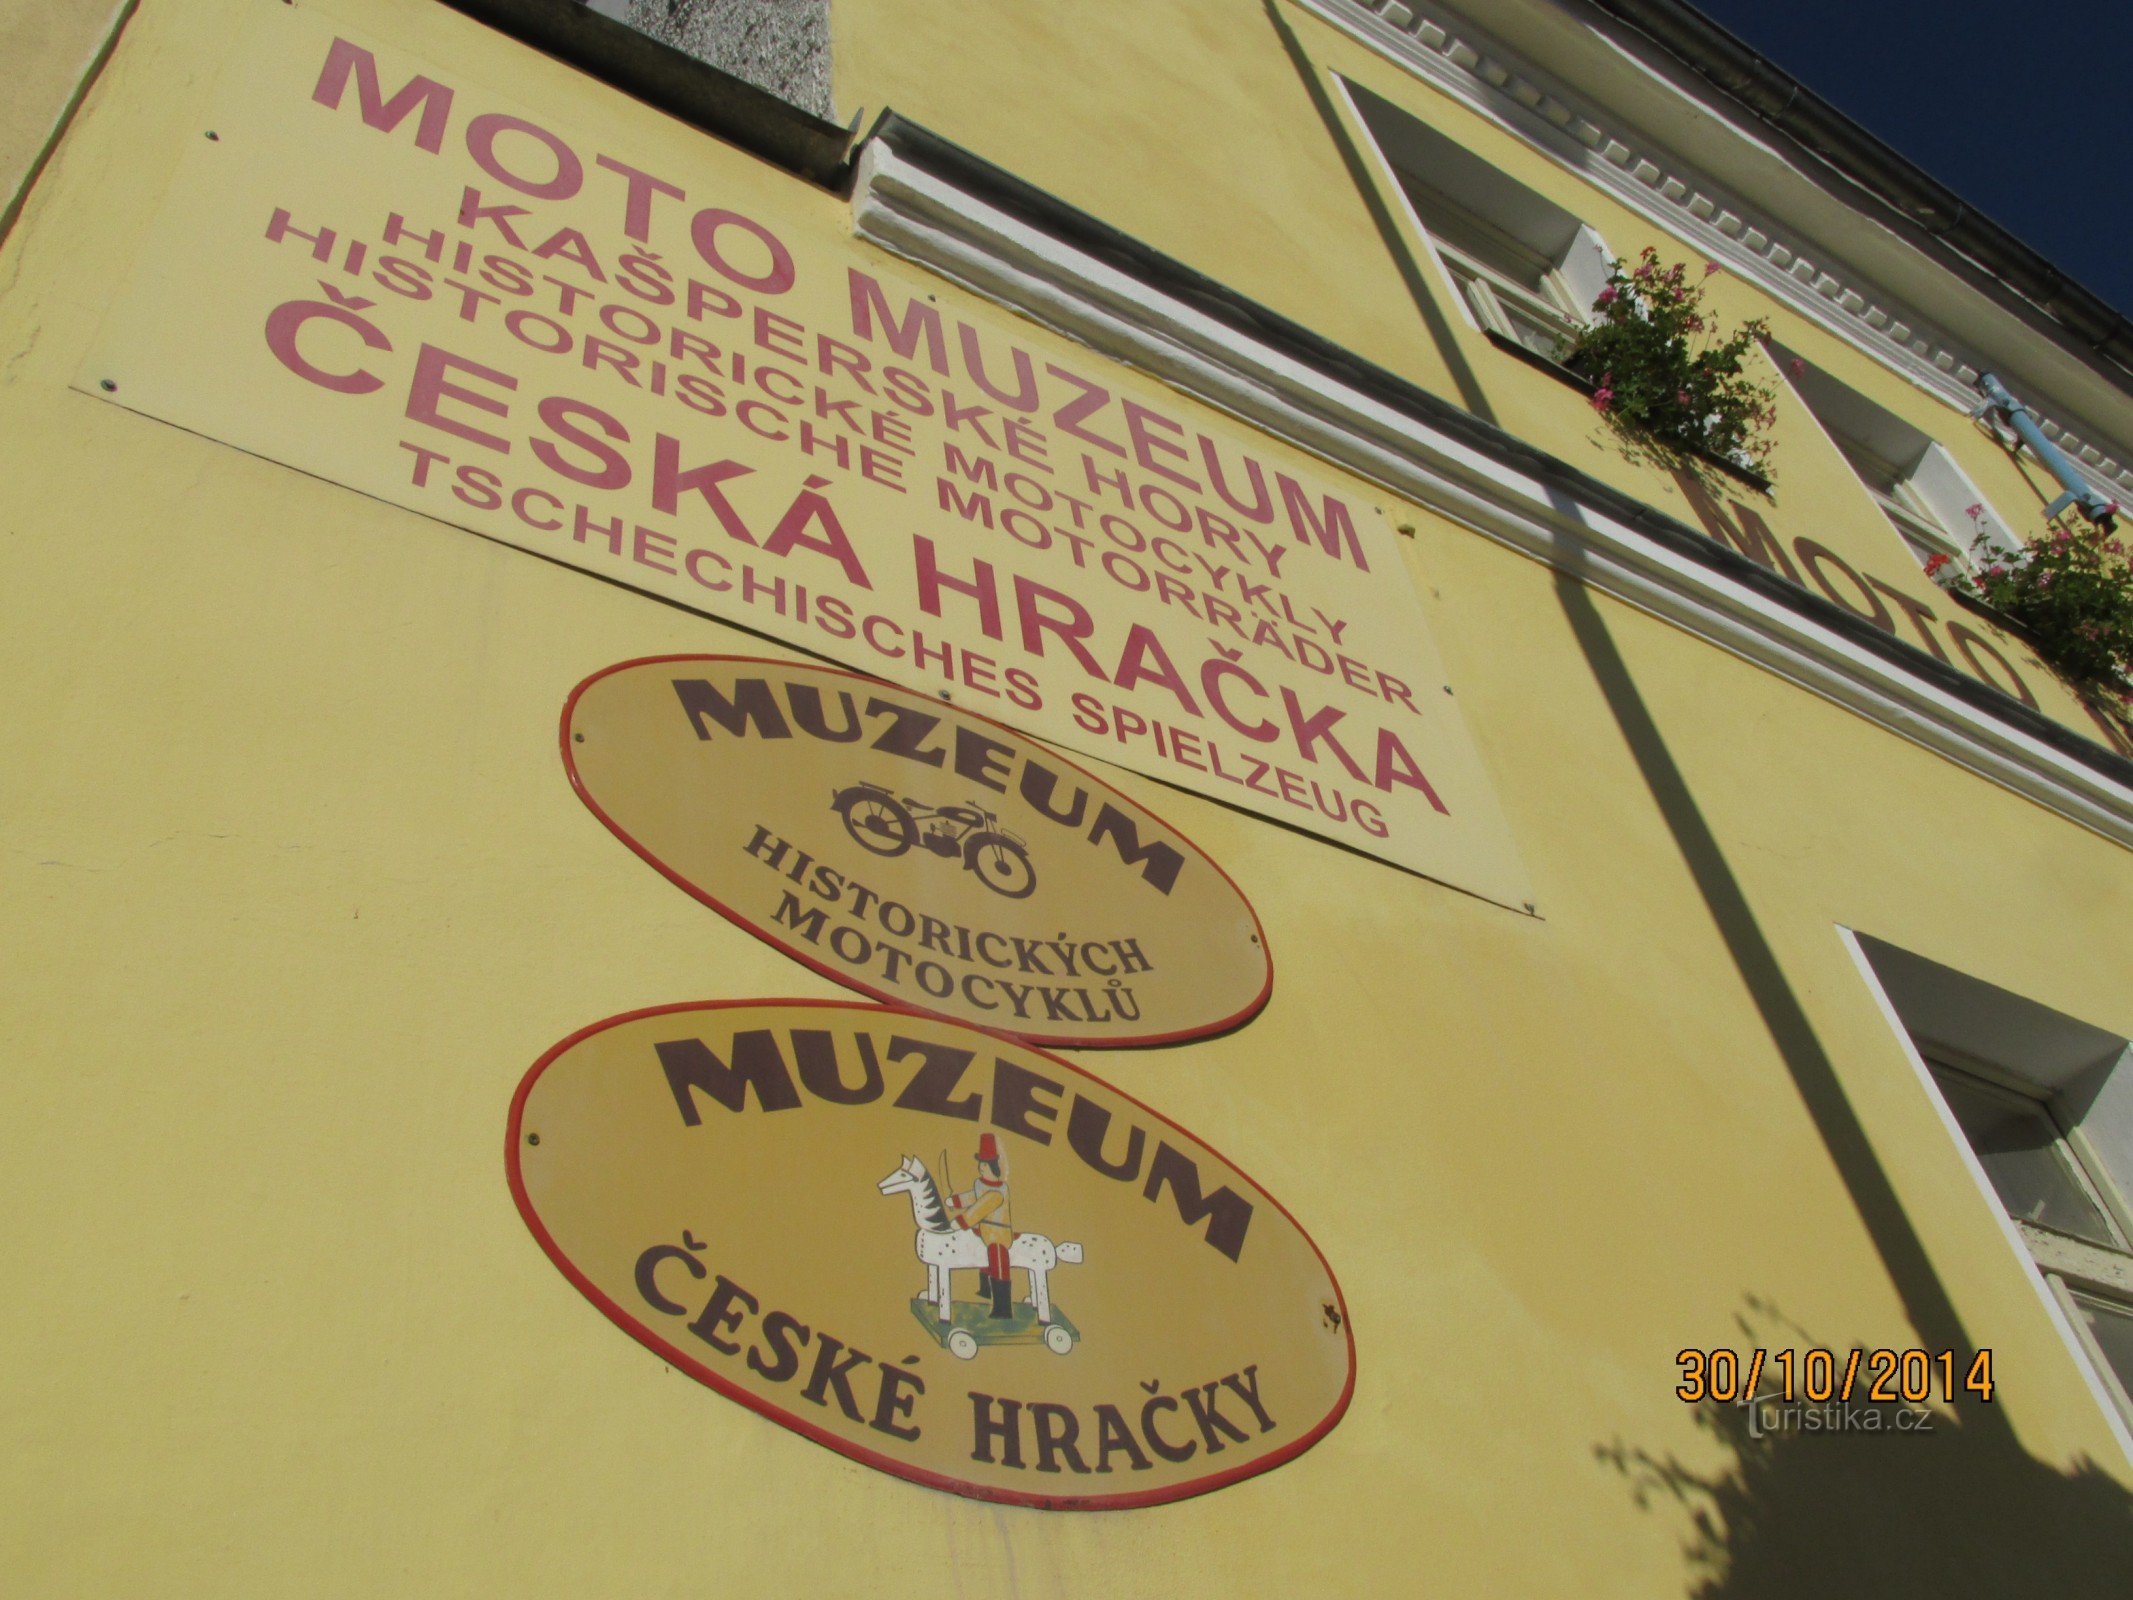 MOTO MUZEUM
KAŠPERSKÉ HORY
HISTORICKÉ MOTOCYKLY
HISTORISCHE MOTORRÄDER
ČESKÁ HRAČKA
TSCHECHISCHES SPIELZEUG
MOTO
MUZEUM
HISTORICKÝCH
MOTOCYKLŮ
MUZEUM
ČESKÉ HRAČKY
30/10/2014
Turistika.cz